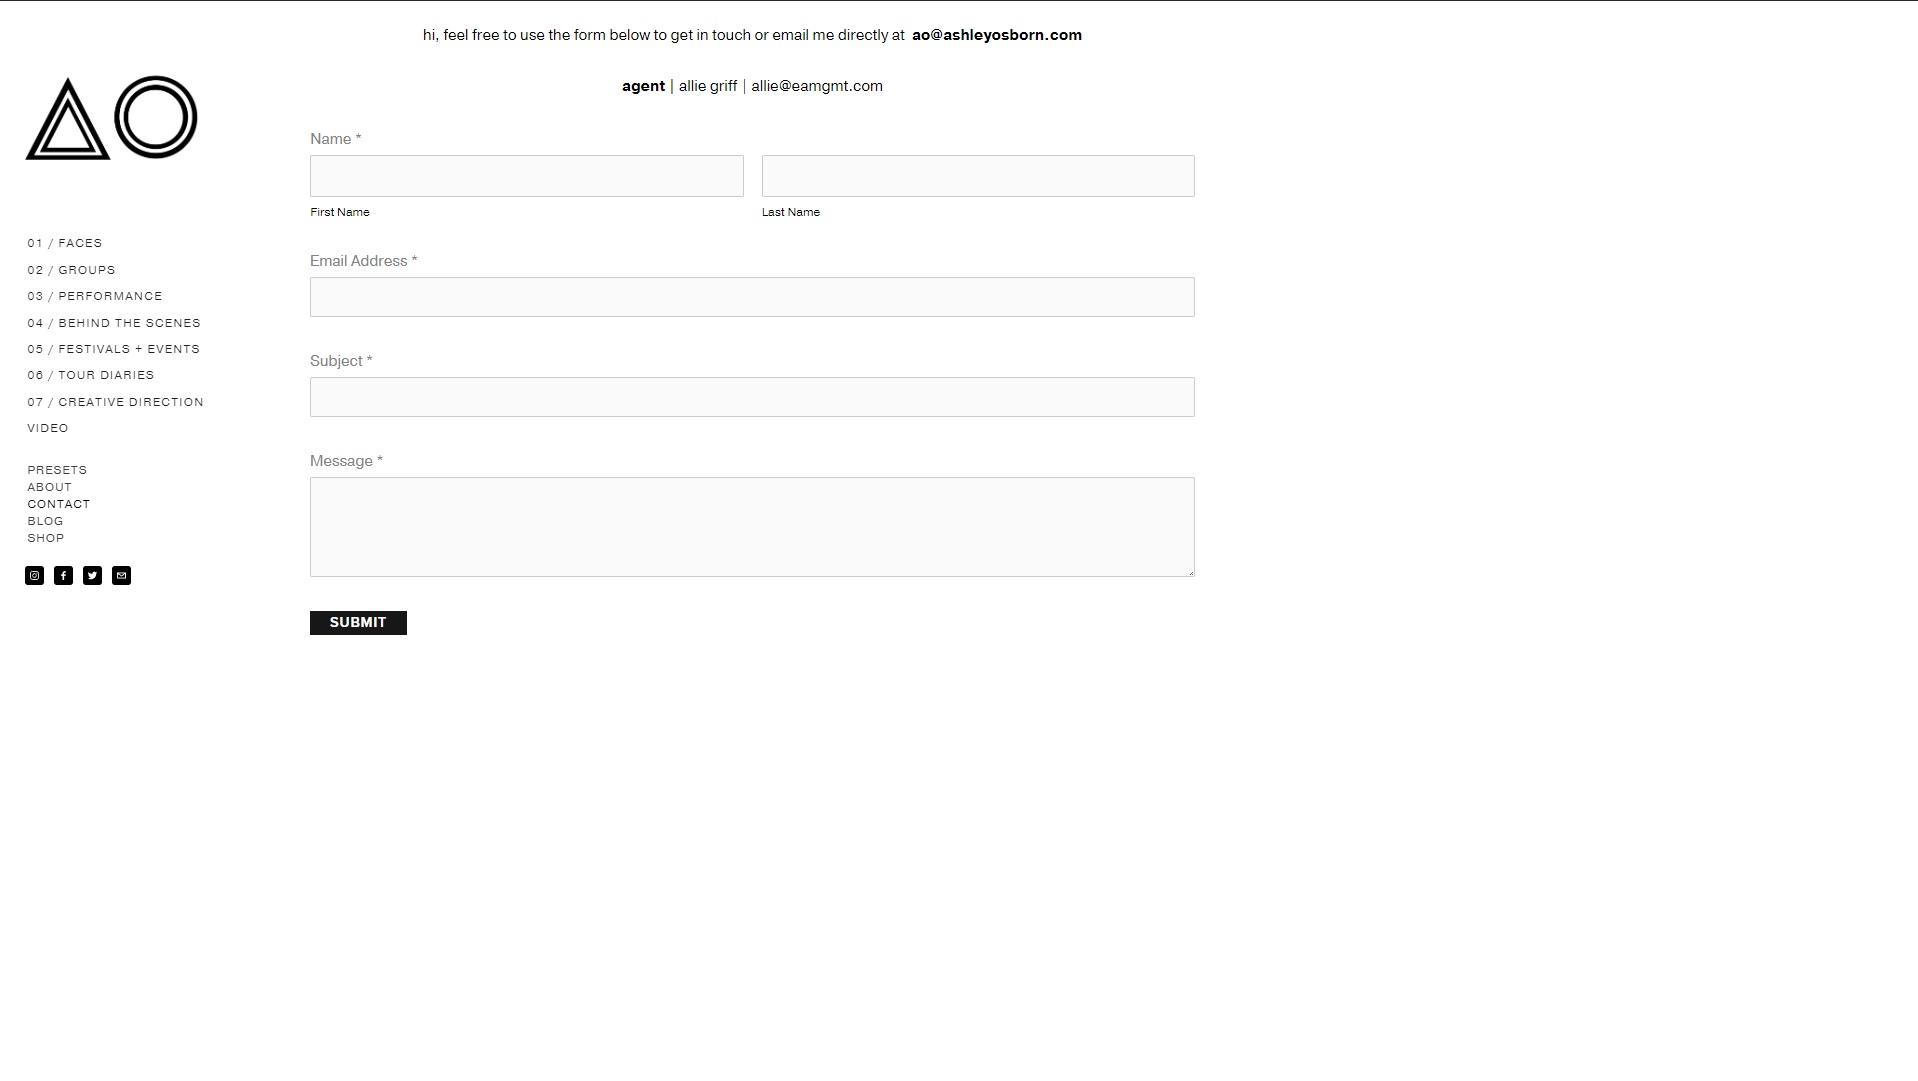 hi, feel free to use the form below to get in touch or email me directly at ao@ashleyosborn.com
agent | allie griff | allie@eamgmt.com
AO
01 / FACES
02 / GROUPS
03 / PERFORMANCE
04 / BEHIND THE SCENES
05 / FESTIVALS + EVENTS
06 / TOUR DIARIES
07 / CREATIVE DIRECTION
VIDEO
PRESETS
ABOUT
CONTACT
BLOG
SHOP
Name *
First Name
Last Name
Email Address *
Subject *
Message *
SUBMIT